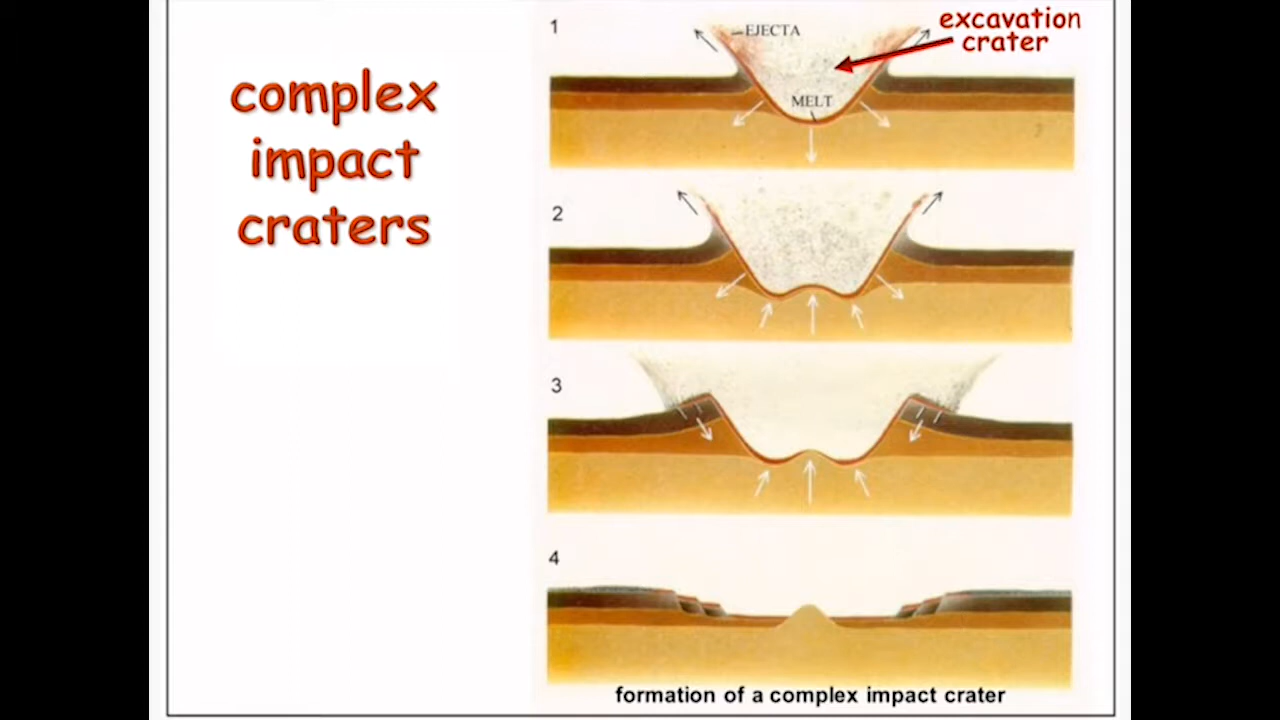 complex
impact
craters
1
EJECTA
excavation
crater
MELT
2
3
4
formation of a complex impact crater